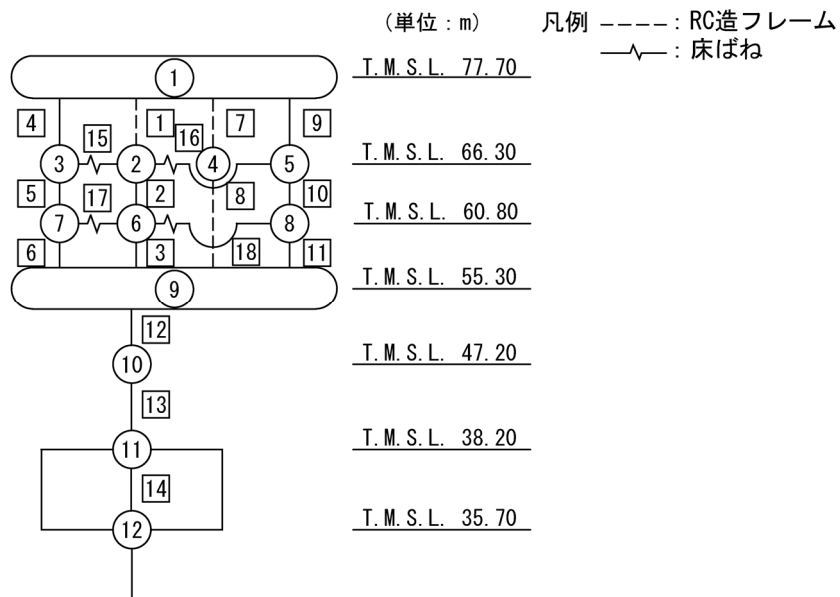 (単位：m)
凡例 ----：RC造フレーム
：床ばね
1
T.M.S.L. 77.70
4 1 7 9
15 16
3 2 4 5
T.M.S.L. 66.30
5 17 2 8 10
7 6 8
T.M.S.L. 60.80
6 3 18 11
9
T.M.S.L. 55.30
12
10
T.M.S.L. 47.20
13
11
T.M.S.L. 38.20
14
12
T.M.S.L. 35.70